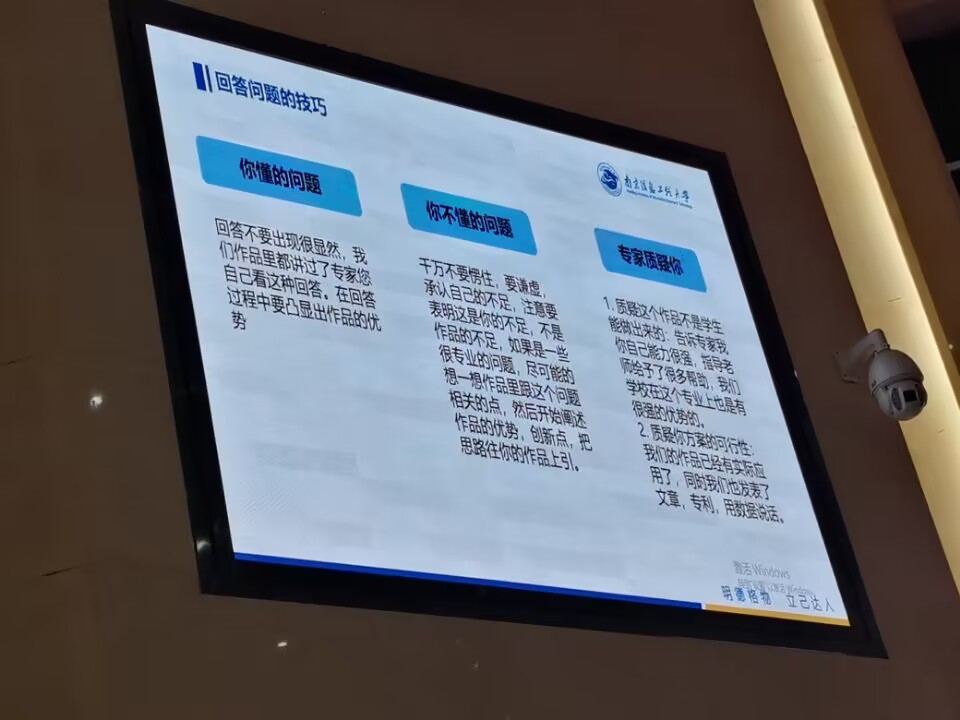 回答问题的技巧
南京信息工程大学
你懂的问题
回答不要出现很显然，我
们作品里都讲过了专家您
自己看这种回答。在回答
过程中要凸显出作品的优
势
你不懂的问题
千万不要愣住，要谦虚，
承认自己的不足，注意要
表明这是你的不足，不是
作品的不足，如果是一些
很专业的问题，尽可能的
想一想作品里跟这个问题
相关的点，然后开始阐述
作品的优势，创新点，把
思路往你的作品上引。
专家质疑你
1. 质疑这个作品不是学生
能做出来的：告诉专家我
你自己能力很强，指导老
师给予了很多帮助，我们
学校在这个专业上也是有
很强的优势的。
2. 质疑你方案的可行性：
我们的作品已经有实际应
用了，同时我们也发表了
文章，专利，用数据说话。
激活 Windows
明德格物 立己达人